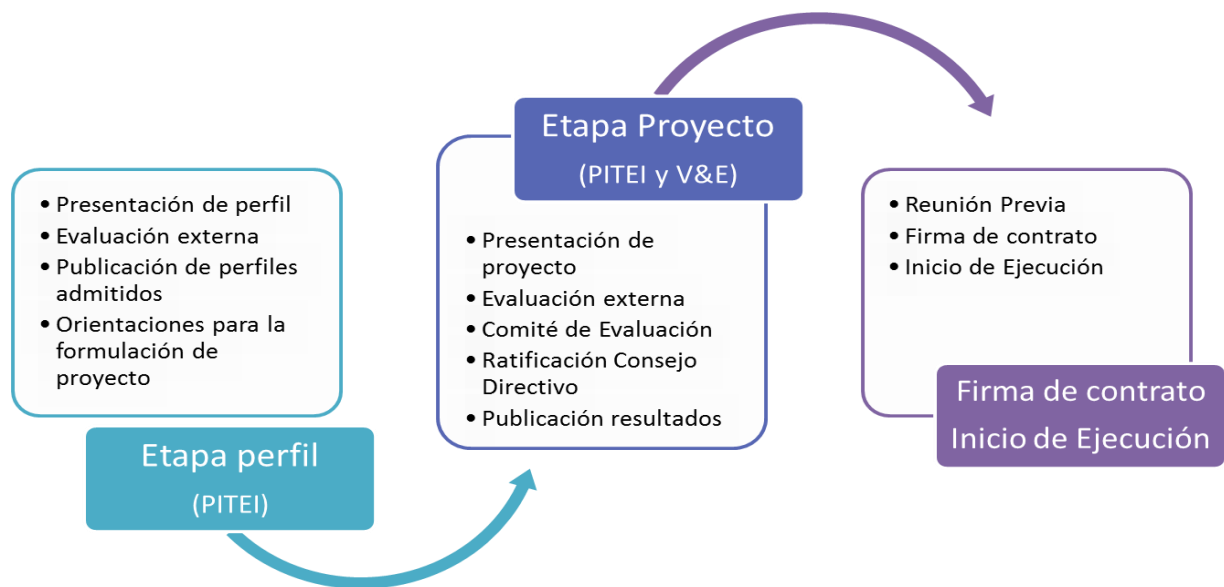 • Presentación de perfil
• Evaluación externa
• Publicación de perfiles
admitidos
• Orientaciones para la
formulación de
proyecto
Etapa perfil
(PITEI)
Etapa Proyecto
(PITEI y V&E)
• Presentación de
proyecto
• Evaluación externa
• Comité de Evaluación
• Ratificación Consejo
Directivo
• Publicación resultados
• Reunión Previa
• Firma de contrato
• Inicio de Ejecución
Firma de contrato
Inicio de Ejecución